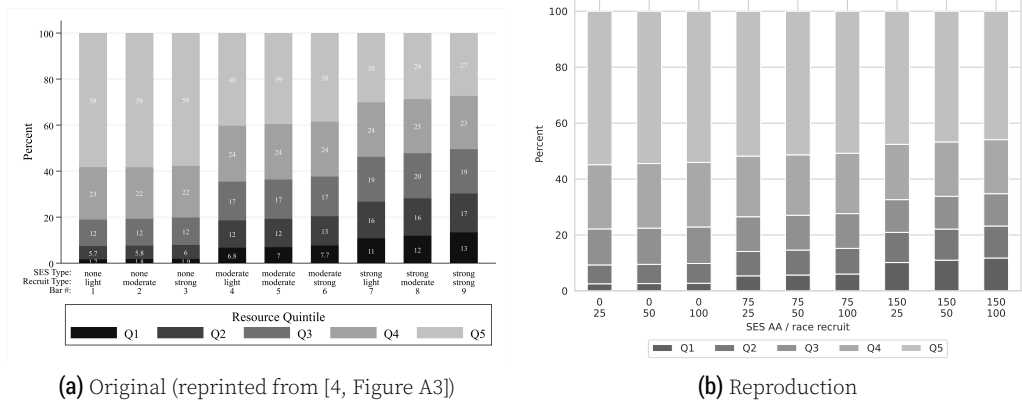 100
80
60
40
20
0
Percent
58 58 58 40 39 38 30 29 27
23 22 22 24 24 24 24 23 23
12 12 12 17 17 17 19 20 19
5.7 5.8 6 12 12 13 16 16 17
1.7 1.8 1.9 6.8 7 7.7 11 12 13
SES Type: none none none moderate moderate moderate strong strong strong
Recruit Type: light moderate strong light moderate strong light moderate strong
Bar #: 1 2 3 4 5 6 7 8 9
Resource Quintile
Q1 Q2 Q3 Q4 Q5
(a) Original (reprinted from [4, Figure A3])
100
80
60
40
20
0
Percent
0 0 0 75 75 75 150 150 150
25 50 100 25 50 100 25 50 100
SES AA / race recruit
Q1 Q2 Q3 Q4 Q5
(b) Reproduction